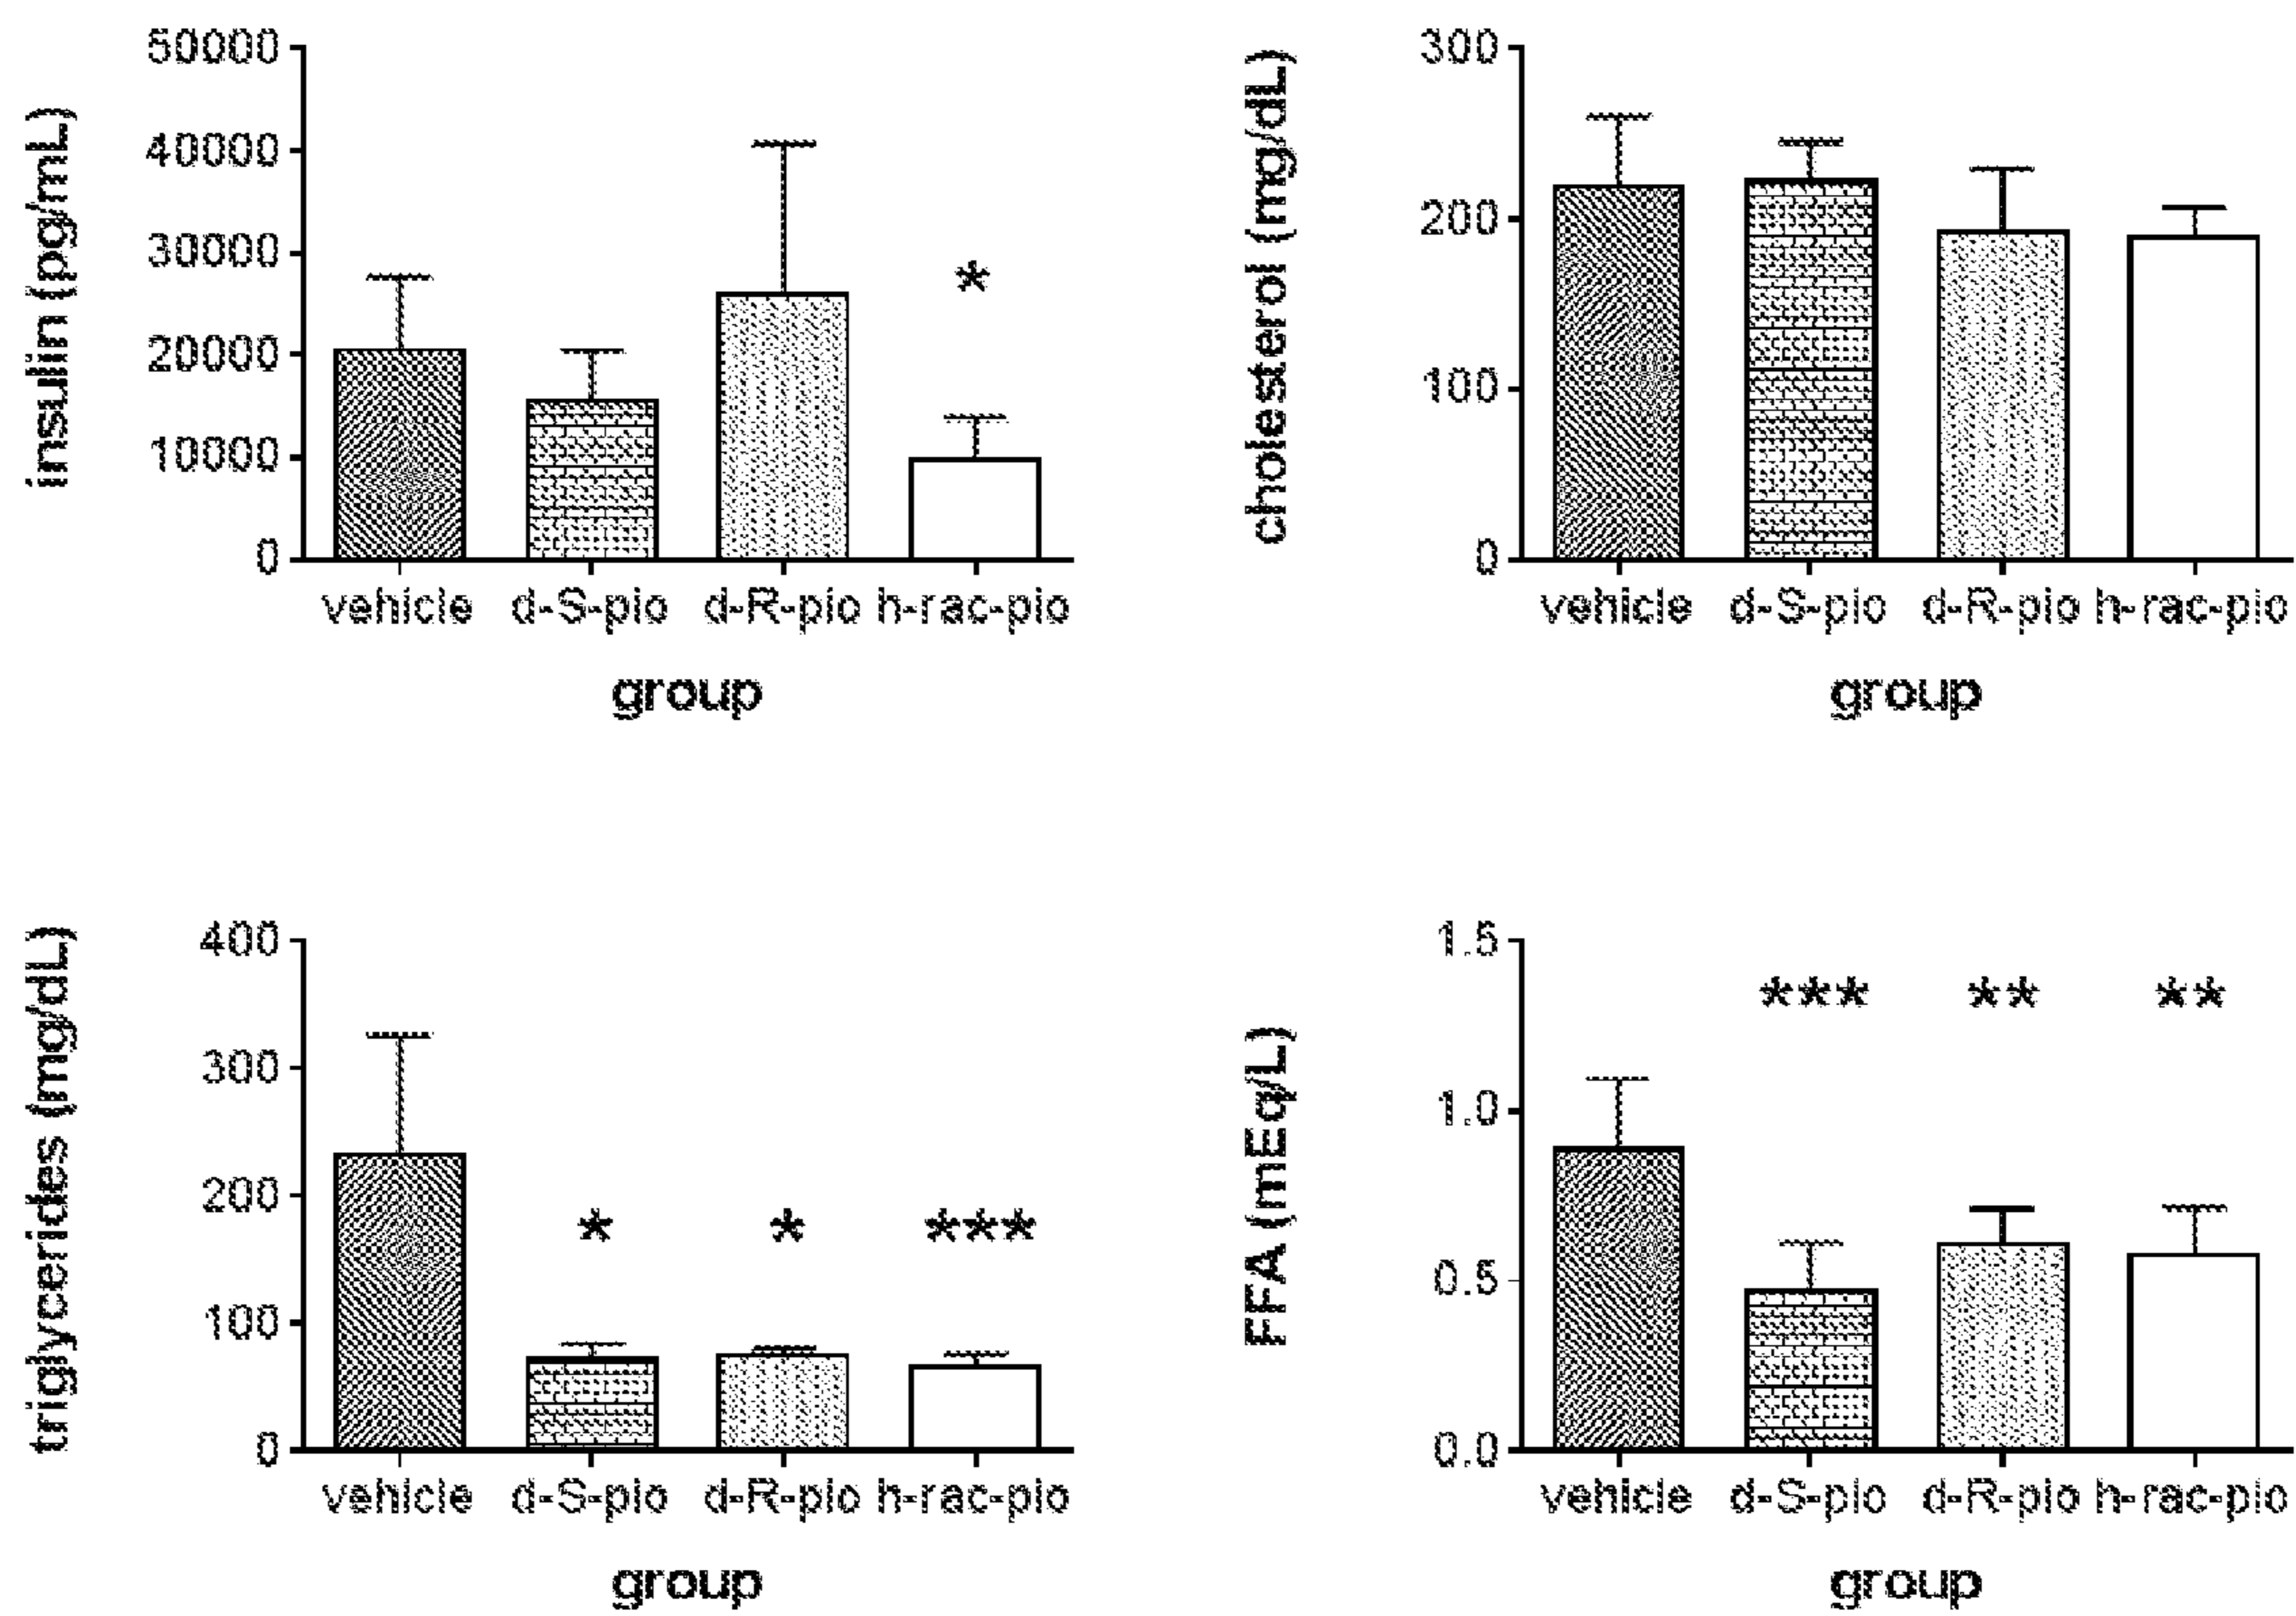 insulin (pg/mL)
50000
40000
30000
20000
10000
0
*
vehicle d-S-pio d-R-pio h-rac-pio
group
cholesterol (mg/dL)
300
200
100
0
vehicle d-S-pio d-R-pio h-rac-pio
group
triglycerides (mg/dL)
400
300
200
100
0
* * ***
vehicle d-S-pio d-R-pio h-rac-pio
group
FFA (mEq/L)
1.5
1.0
0.5
0.0
*** ** **
vehicle d-S-pio d-R-pio h-rac-pio
group